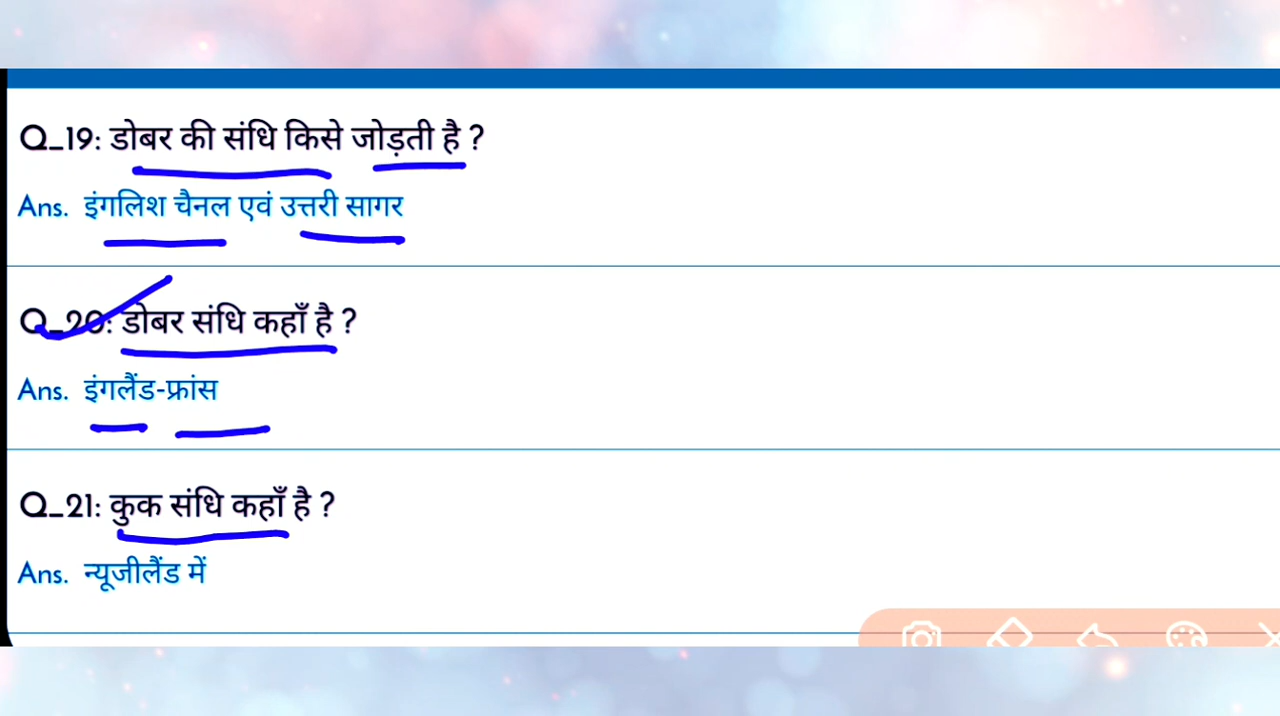 Q_19: डोबर की संधि किसे जोड़ती है ?
Ans. इंगलिश चैनल एवं उत्तरी सागर
Q_20: डोबर संधि कहाँ है ?
Ans. इंगलैंड-फ्रांस
Q_21: कुक संधि कहाँ है ?
Ans. न्यूजीलैंड में